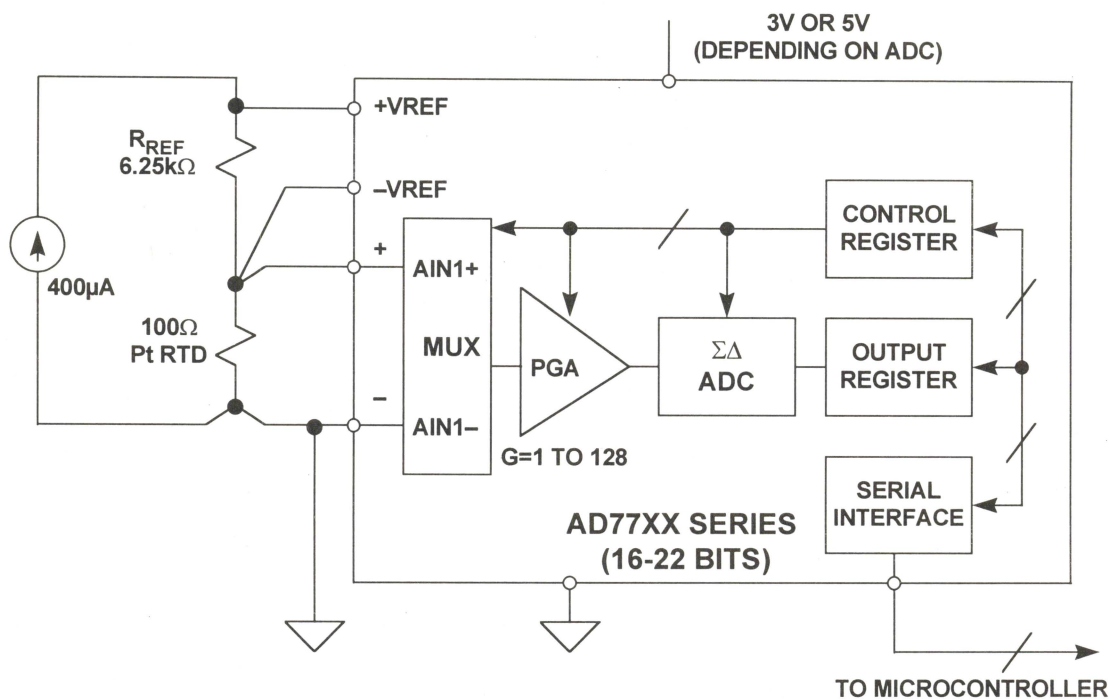 3V OR 5V
(DEPENDING ON ADC)
+VREF
RREF
6.25kΩ
–VREF
CONTROL
REGISTER
+
AIN1+
400µA
100Ω
Pt RTD
MUX
PGA
ΣΔ
ADC
OUTPUT
REGISTER
–
AIN1–
G=1 TO 128
SERIAL
INTERFACE
AD77XX SERIES
(16-22 BITS)
TO MICROCONTROLLER